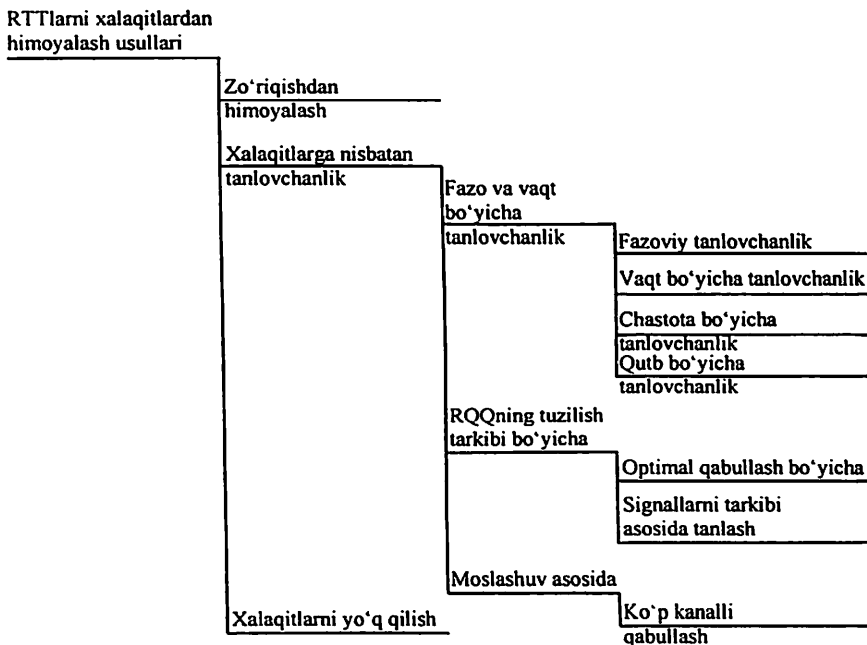 RTTlarni xalaqitlardan
himoyalash usullari
Zo‘riqishdan
himoyalash
Xalaqitlarga nisbatan
tanlovchanlik
Fazo va vaqt
bo‘yicha
tanlovchanlik
Fazoviy tanlovchanlik
Vaqt bo‘yicha tanlovchanlik
Chastota bo‘yicha
tanlovchanlik
Qutb bo‘yicha
tanlovchanlik
RQQning tuzilish
tarkibi bo‘yicha
Optimal qabullash bo‘yicha
Signallarni tarkibi
asosida tanlash
Moslashuv asosida
Ko‘p kanalli
qabullash
Xalaqitlarni yo‘q qilish